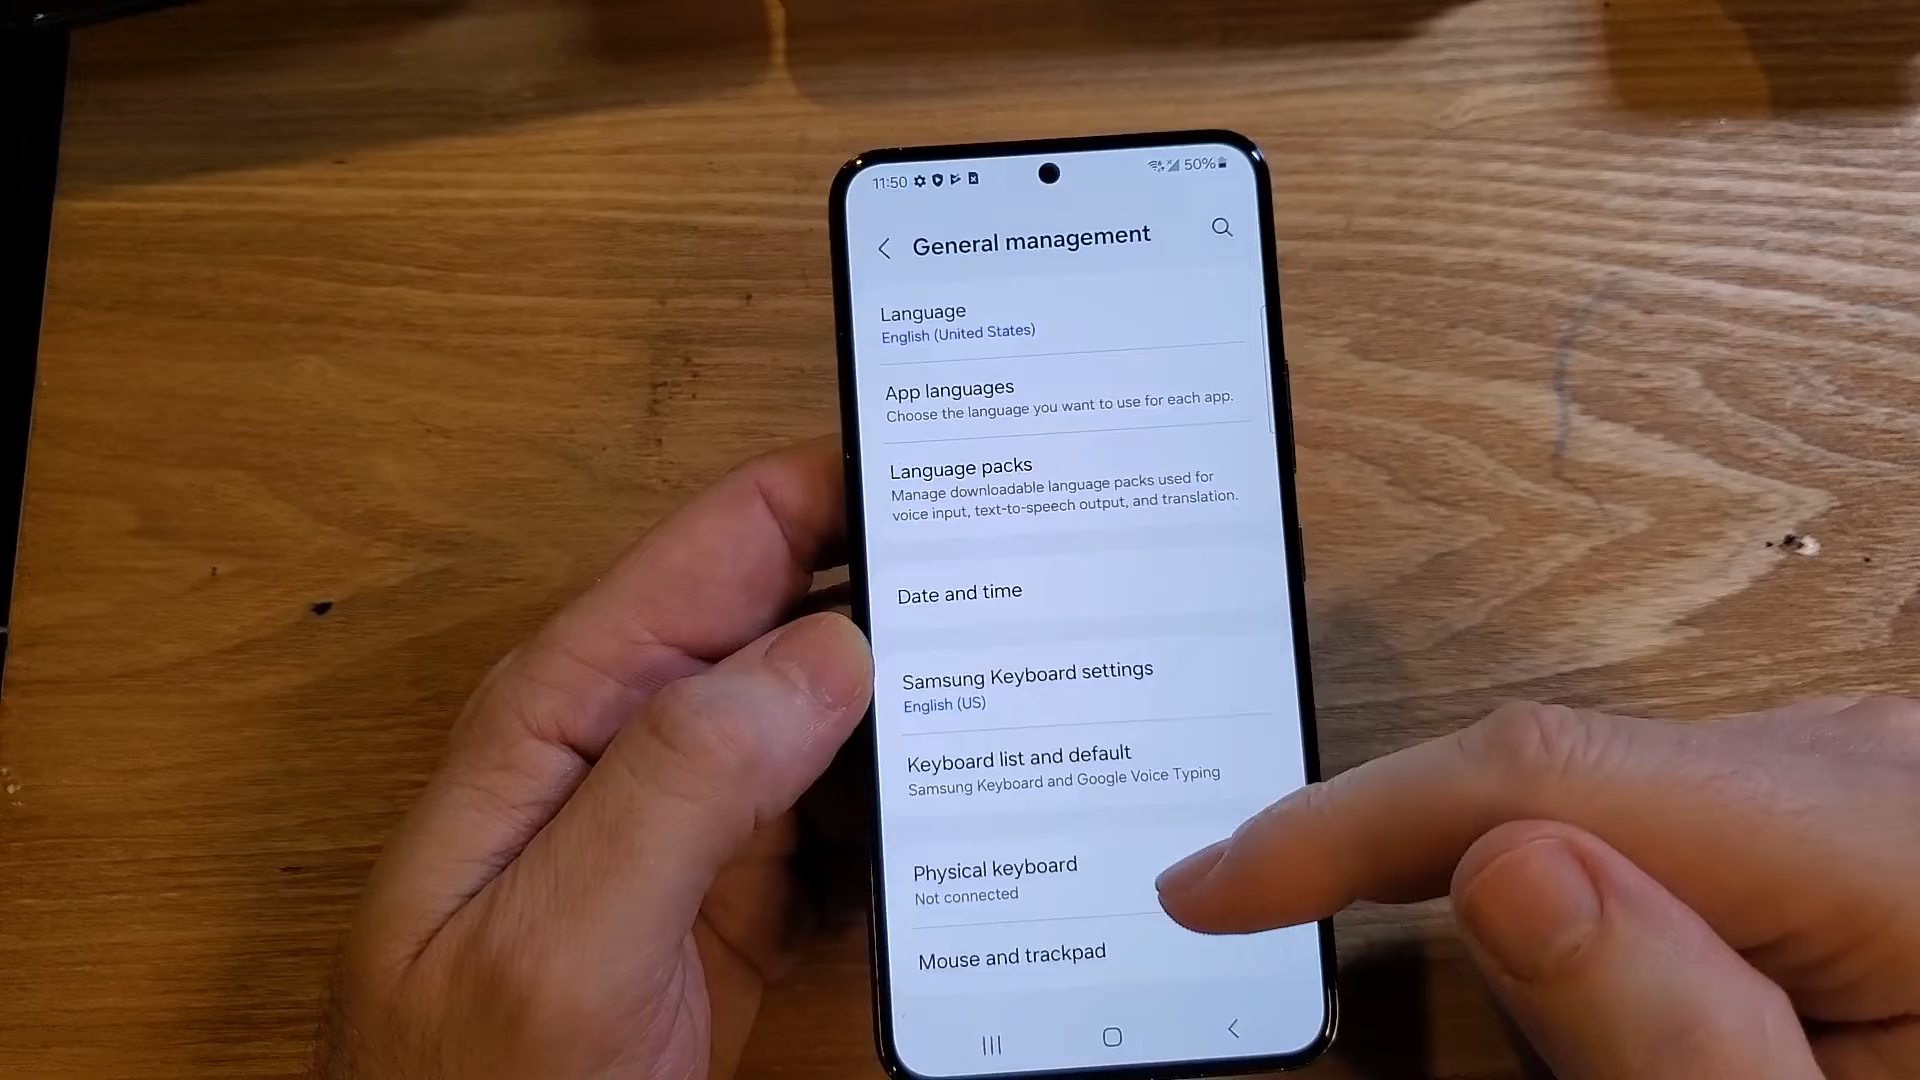 11:50
50%
General management
Language
English (United States)
App languages
Choose the language you want to use for each app.
Language packs
Manage downloadable language packs used for
voice input, text-to-speech output, and translation.
Date and time
Samsung Keyboard settings
English (US)
Keyboard list and default
Samsung Keyboard and Google Voice Typing
Physical keyboard
Not connected
Mouse and trackpad